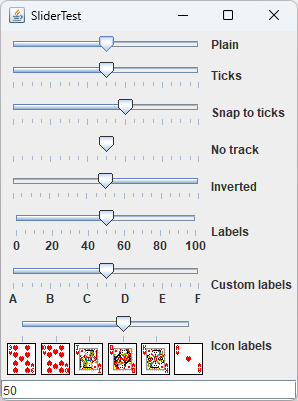 SliderTest
Plain
Ticks
Snap to ticks
No track
Inverted
Labels
0 20 40 60 80 100
Custom labels
A B C D E F
Icon labels
50